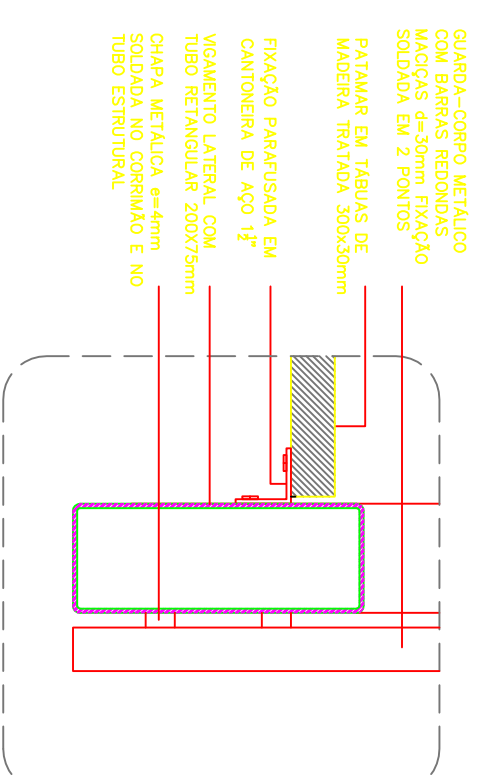 GUARDA-CORPO METÁLICO
COM BARRAS REDONDAS
MACIÇAS d=30mm FIXAÇÃO
SOLDADA EM 2 PONTOS
PATAMAR EM TÁBUAS DE
MADEIRA TRATADA 300x30mm
FIXAÇÃO PARAFUSADA EM
CANTONEIRA DE AÇO 1½"
VIGAMENTO LATERAL COM
TUBO RETANGULAR 200X75mm
CHAPA METÁLICA e=4mm
SOLDADA NO CORRIMÃO E NO
TUBO ESTRUTURAL